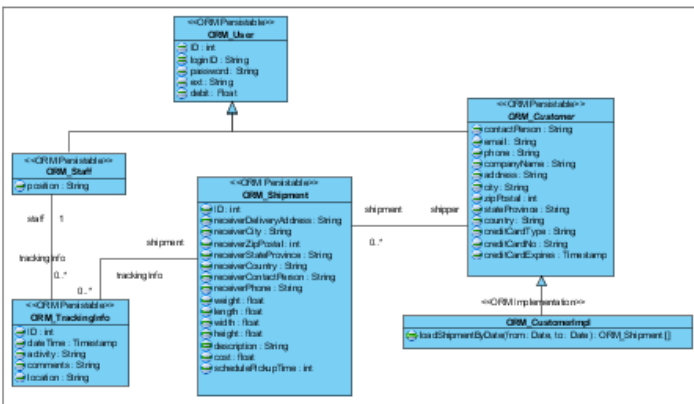 <<ORM Persistable>>
ORM_User
ID : int
loginID : String
password : String
ext : String
debit : Float
<<ORM Persistable>>
ORM_Customer
contactPerson : String
email : String
phone : String
companyName : String
address : String
city : String
zipPostal : int
stateProvince : String
country : String
creditCardType : String
creditCardNo : String
creditCardExpires : Timestamp
<<ORM Persistable>>
ORM_Staff
position : String
<<ORM Persistable>>
ORM_Shipment
ID : int
receiverDeliveryAddress : String
receiverCity : String
receiverZipPostal : int
receiverStateProvince : String
receiverCountry : String
receiverContactPerson : String
receiverPhone : String
weight : float
length : float
width : float
height : float
description : String
cost : float
schedulePickupTime : int
staff 1
shipment shipper
0..*
shipment
trackingInfo
0..*
0..*
trackingInfo
<<ORM Persistable>>
ORM_TrackingInfo
ID : int
dateTime : Timestamp
activity : String
comments : String
location : String
<<ORM Implementation>>
ORM_CustomerImpl
loadShipmentByDate(from : Date, to : Date) : ORM_Shipment []